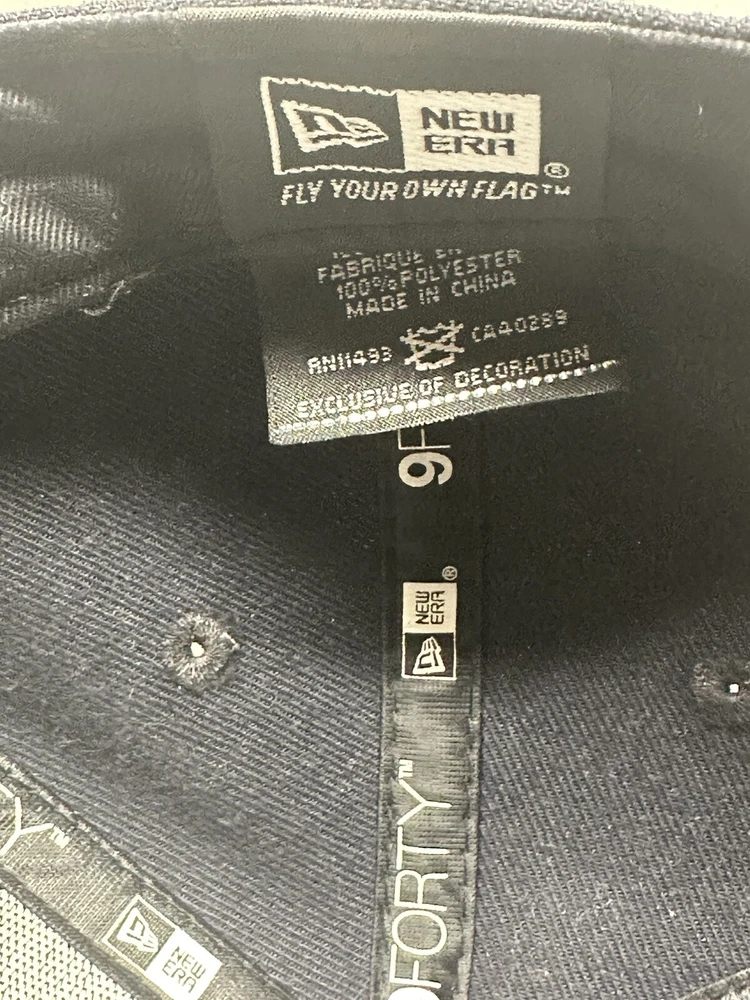 NEW
ERA
®
FLY YOUR OWN FLAG™
FABRIQUE EN
100% POLYESTER
MADE IN CHINA
RN11493 CA40299
EXCLUSIVE OF DECORATION
9F
NEW
ERA
®
FORTY™
Y™
NEW
ERA